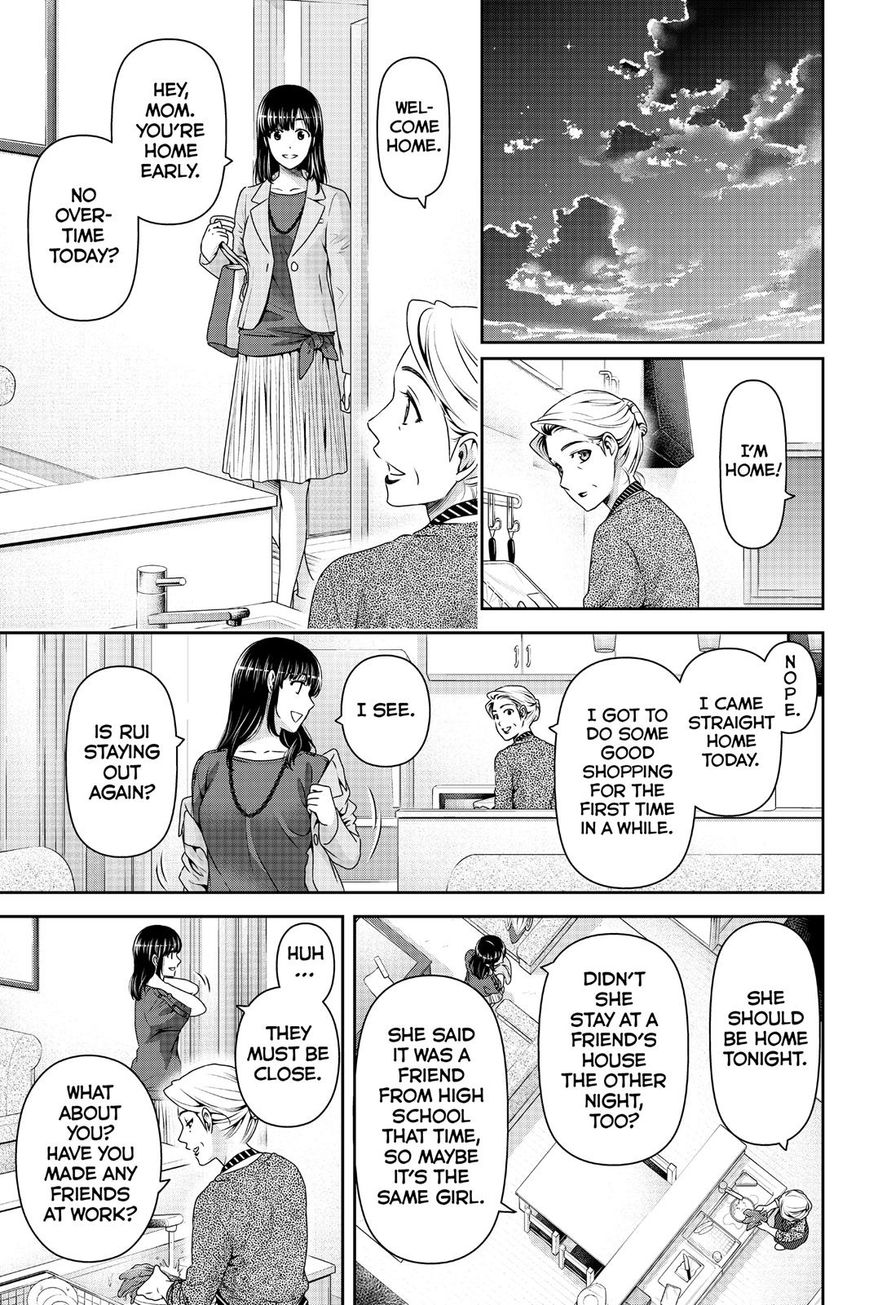 I'M
HOME!
WEL-
COME
HOME.
HEY,
MOM.
YOU'RE
HOME
EARLY.
NO
OVER-
TIME
TODAY?
NOPE.
I CAME
STRAIGHT
HOME
TODAY.
I GOT TO
DO SOME
GOOD
SHOPPING
FOR THE
FIRST TIME
IN A WHILE.
I SEE.
IS RUI
STAYING
OUT
AGAIN?
SHE
SHOULD
BE HOME
TONIGHT.
DIDN'T
SHE
STAY AT A
FRIEND'S
HOUSE
THE OTHER
NIGHT,
TOO?
SHE SAID
IT WAS A
FRIEND
FROM HIGH
SCHOOL
THAT TIME,
SO MAYBE
IT'S THE
SAME GIRL.
HUH
...
THEY
MUST BE
CLOSE.
WHAT
ABOUT
YOU?
HAVE YOU
MADE ANY
FRIENDS
AT WORK?